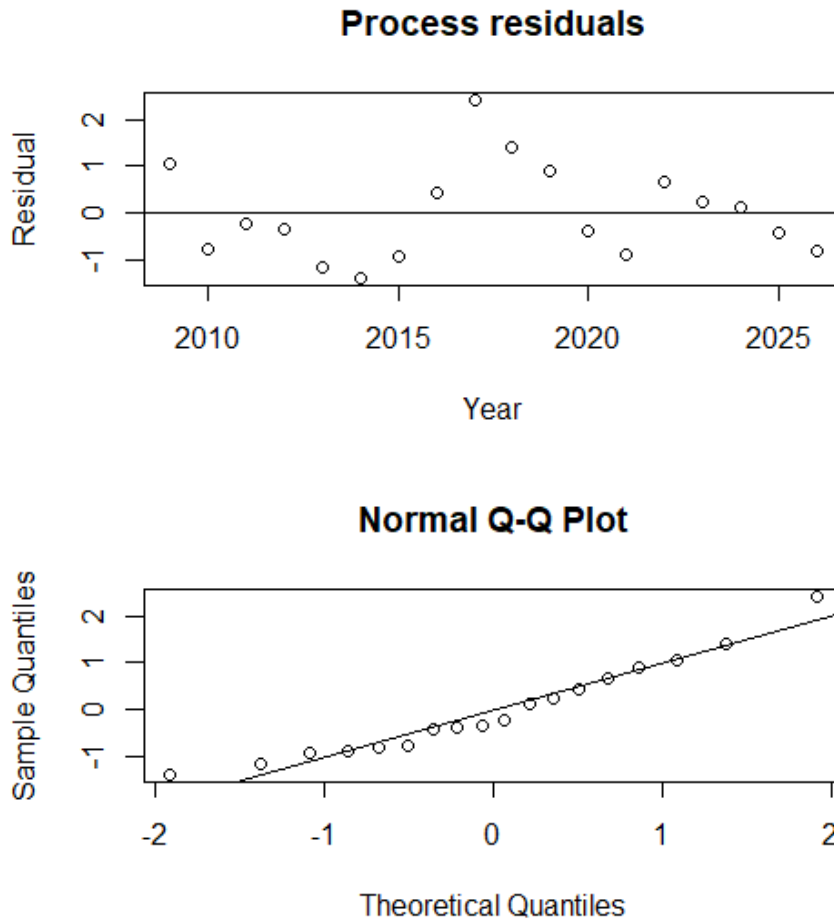 Process residuals
Residual
2
1
0
-1
2010 2015 2020 2025
Year
Normal Q-Q Plot
Sample Quantiles
2
1
0
-1
-2 -1 0 1 2
Theoretical Quantiles